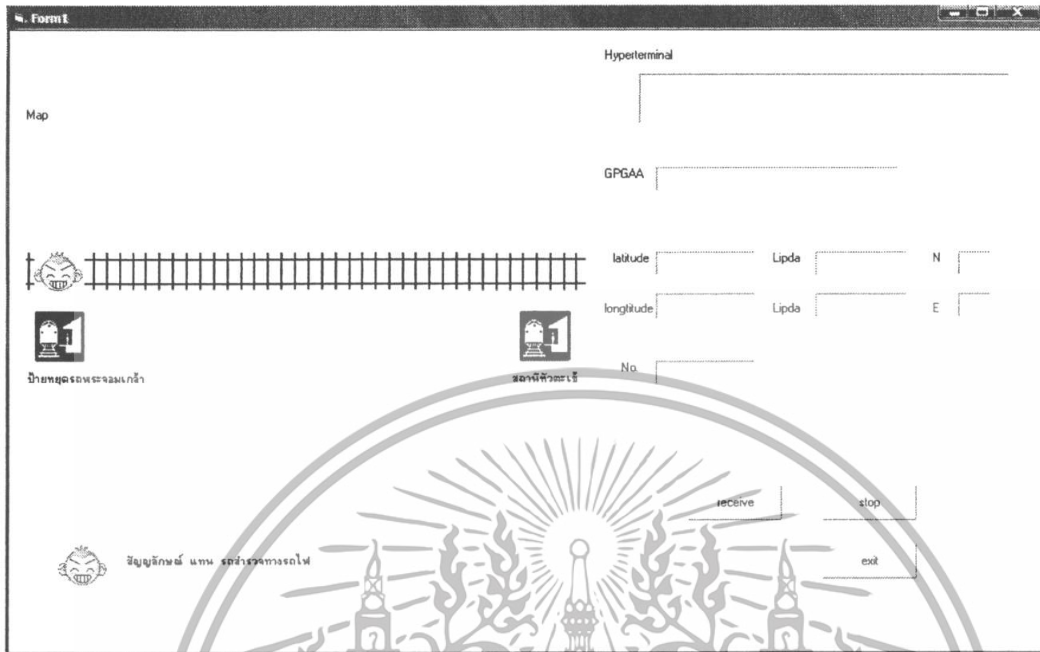 Form1
Hyperterminal
Map
GPGAA
latitude Lipda N
longtitude Lipda E
No
ป้ายหยุดรถพระจอมเกล้า
สถานีหัวตะเข้
receive stop
สัญญลักษณ์ แทน รถสำรวจทางรถไฟ
exit